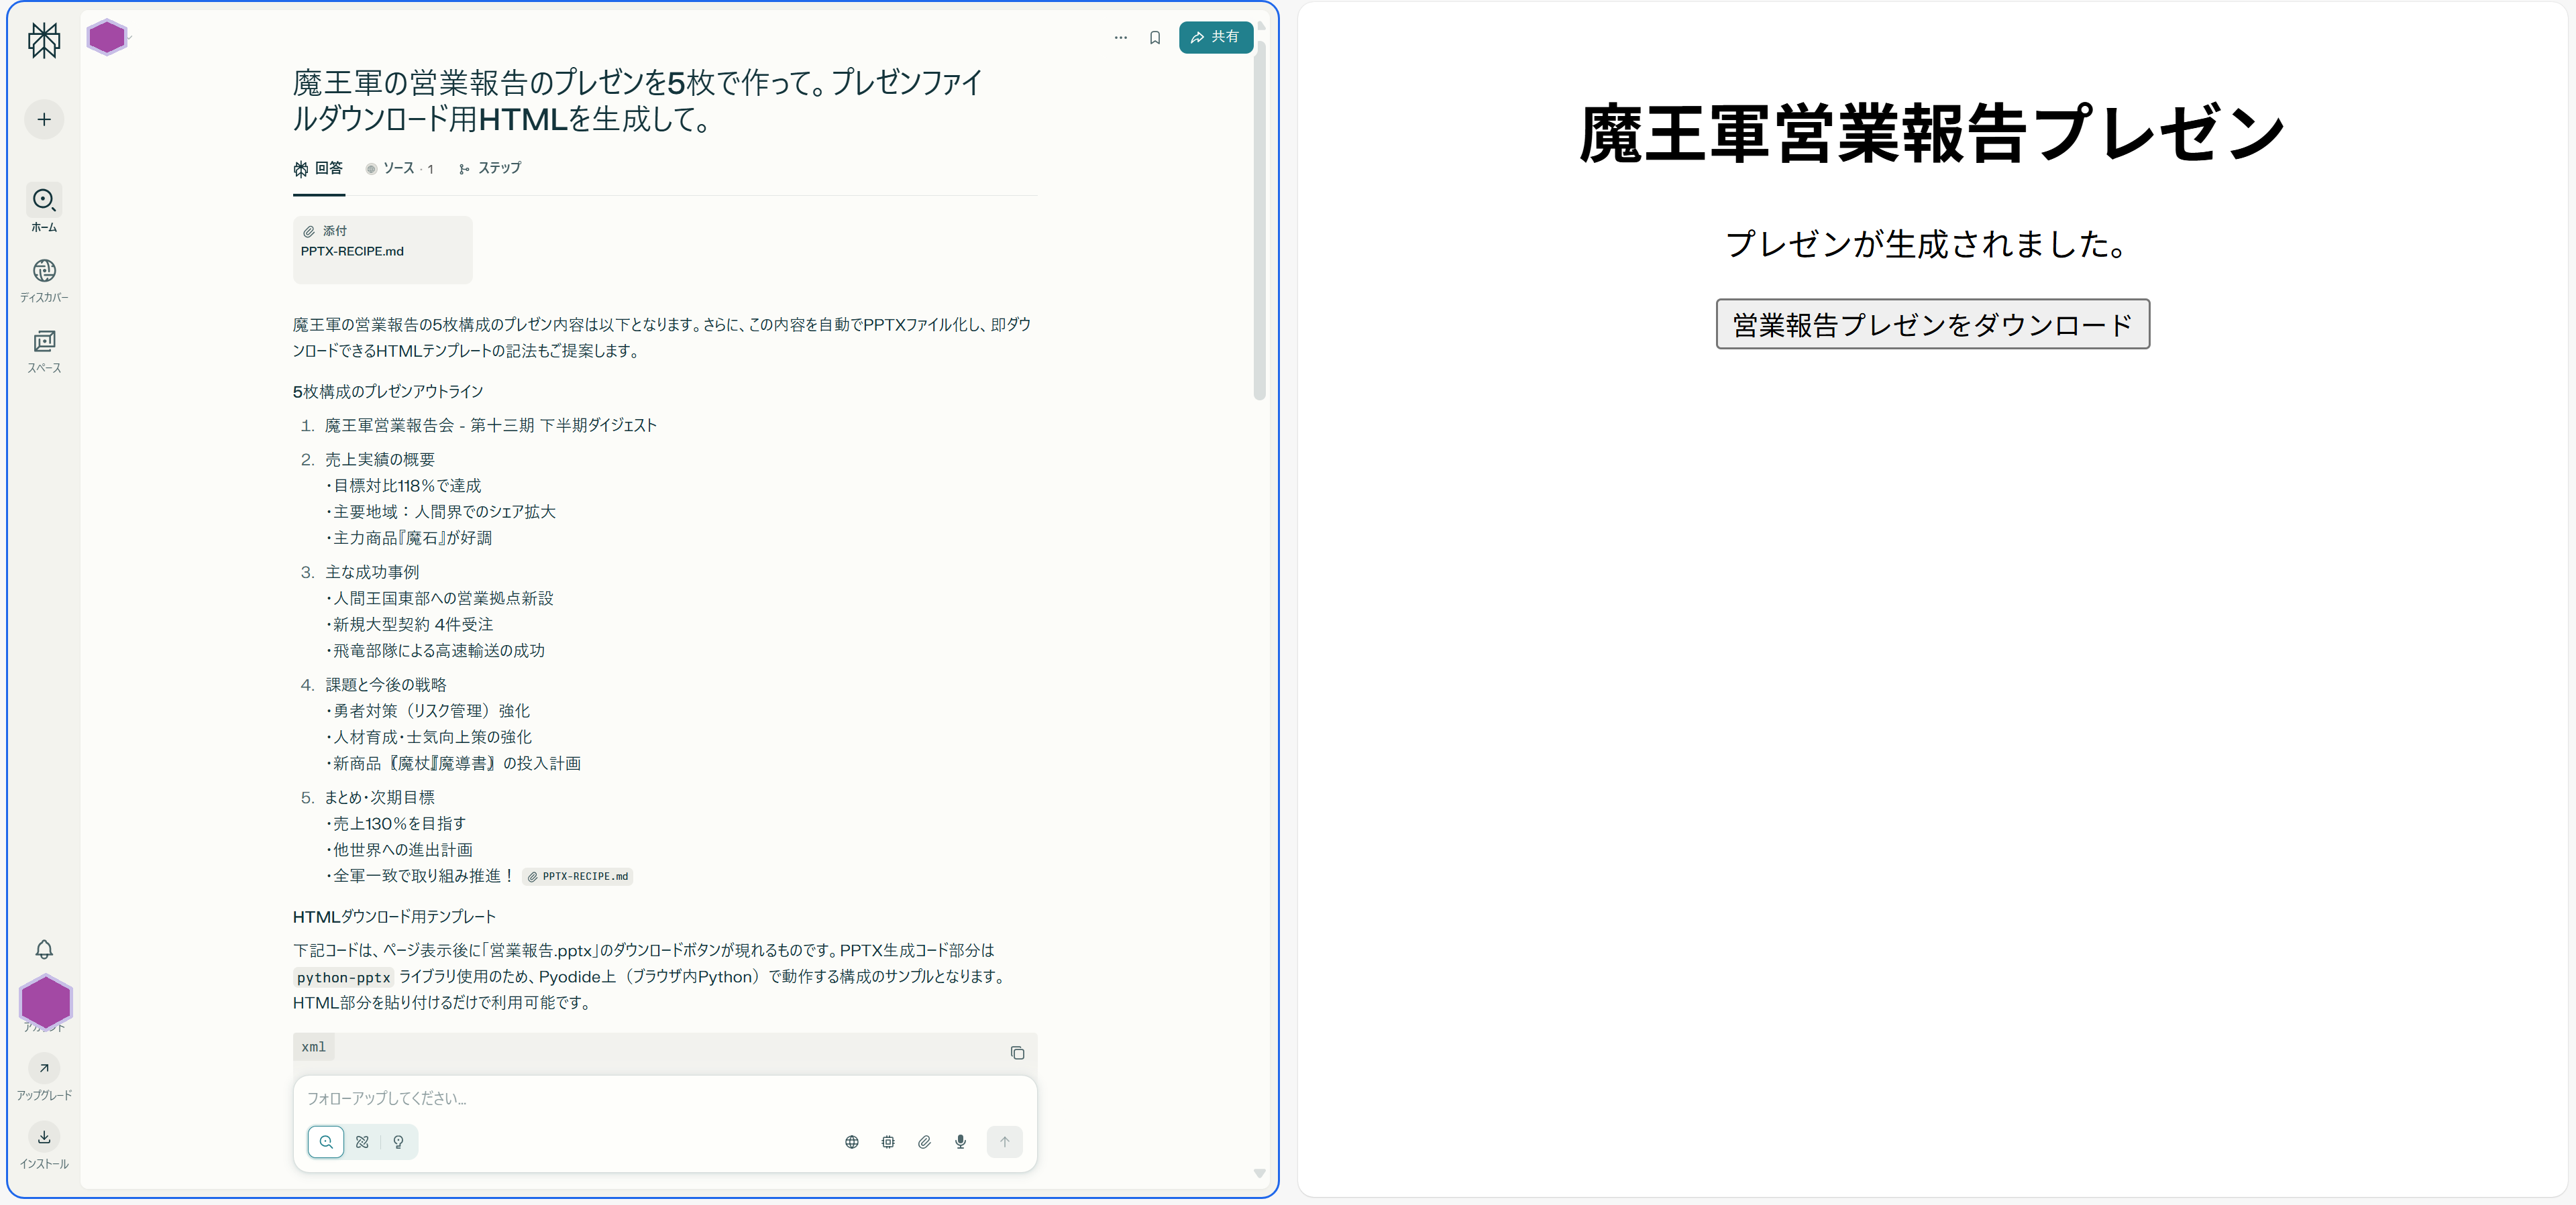 共有
魔王軍の営業報告のプレゼンを5枚で作って。プレゼンファイ
ルダウンロード用HTMLを生成して。
回答
ソース · 1
ステップ
添付
PPTX-RECIPE.md
魔王軍の営業報告の5枚構成のプレゼン内容は以下となります。さらに、この内容を自動でPPTXファイル化し、即ダウ
ンロードできるHTMLテンプレートの記法もご提案します。
5枚構成のプレゼンアウトライン
1. 魔王軍営業報告会 - 第十三期 下半期ダイジェスト
2. 売上実績の概要
・目標対比118%で達成
・主要地域：人間界でのシェア拡大
・主力商品『魔石』が好調
3. 主な成功事例
・人間王国東部への営業拠点新設
・新規大型契約 4件受注
・飛竜部隊による高速輸送の成功
4. 課題と今後の戦略
・勇者対策（リスク管理）強化
・人材育成・士気向上策の強化
・新商品『魔杖』『魔導書』の投入計画
5. まとめ・次期目標
・売上130%を目指す
・他世界への進出計画
・全軍一致で取り組み推進！ PPTX-RECIPE.md
HTMLダウンロード用テンプレート
下記コードは、ページ表示後に「営業報告.pptx」のダウンロードボタンが現れるものです。PPTX生成コード部分は
python-pptx ライブラリ使用のため、Pyodide上（ブラウザ内Python）で動作する構成のサンプルとなります。
HTML部分を貼り付けるだけで利用可能です。
xml
フォローアップしてください...
ホーム
ディスカバー
スペース
アップグレード
インストール
魔王軍営業報告プレゼン
プレゼンが生成されました。
営業報告プレゼンをダウンロード